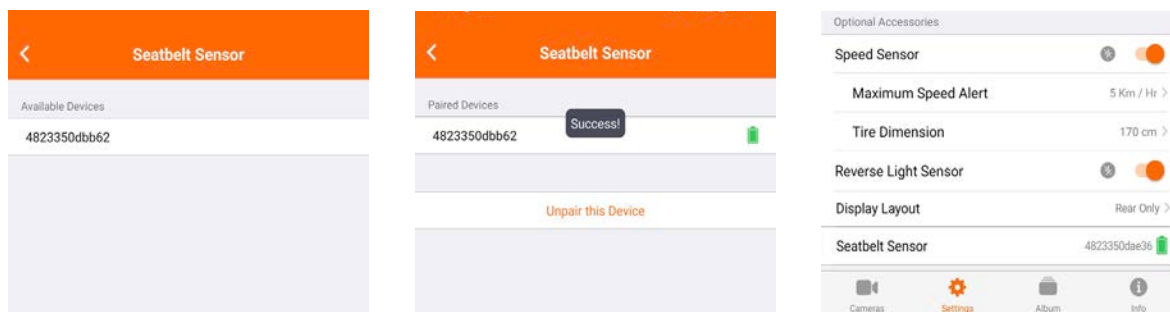 Seatbelt Sensor
Available Devices
4823350dbb62
Seatbelt Sensor
Paired Devices
4823350dbb62
Success!
Unpair this Device
Optional Accessories
Speed Sensor
Maximum Speed Alert 5 Km / Hr
Tire Dimension 170 cm
Reverse Light Sensor
Display Layout Rear Only
Seatbelt Sensor 4823350dae36
Cameras Settings Album Info